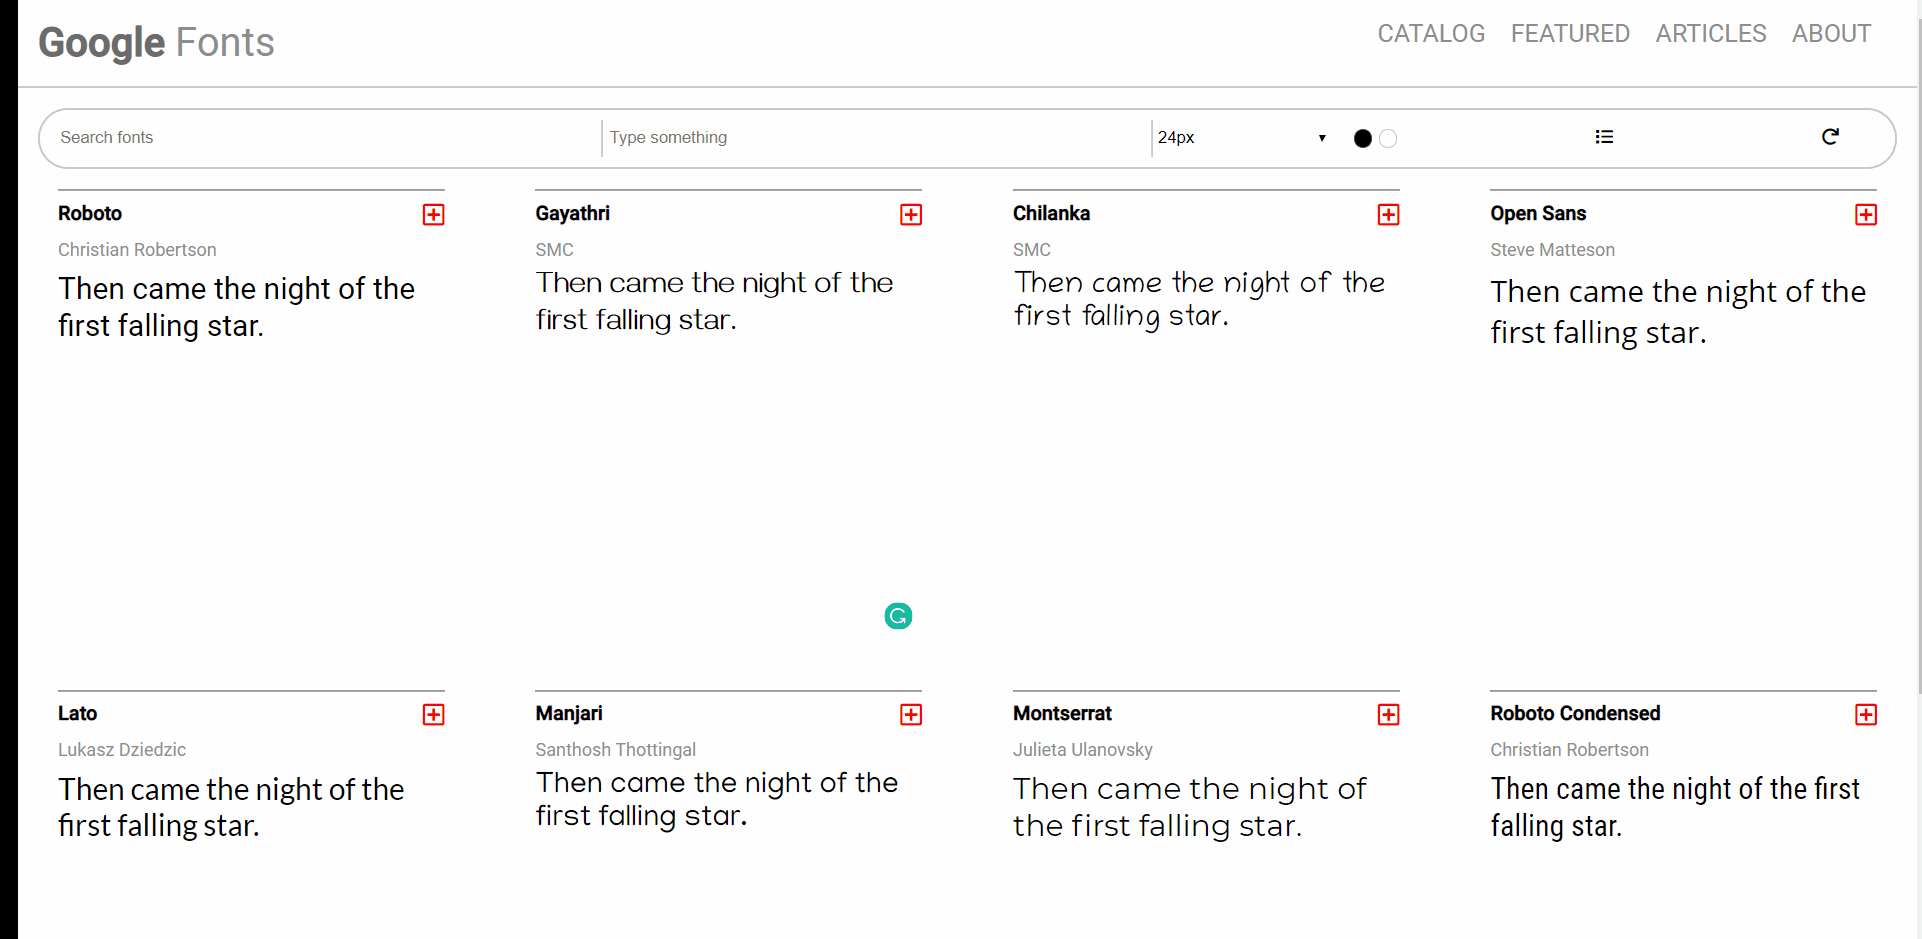 Google Fonts
CATALOG FEATURED ARTICLES ABOUT
Search fonts
Type something
24px
Roboto
Christian Robertson
Then came the night of the
first falling star.
Gayathri
SMC
Then came the night of the
first falling star.
Chilanka
SMC
Then came the night of the
first falling star.
Open Sans
Steve Matteson
Then came the night of the
first falling star.
Lato
Lukasz Dziedzic
Then came the night of the
first falling star.
Manjari
Santhosh Thottingal
Then came the night of the
first falling star.
Montserrat
Julieta Ulanovsky
Then came the night of
the first falling star.
Roboto Condensed
Christian Robertson
Then came the night of the first
falling star.